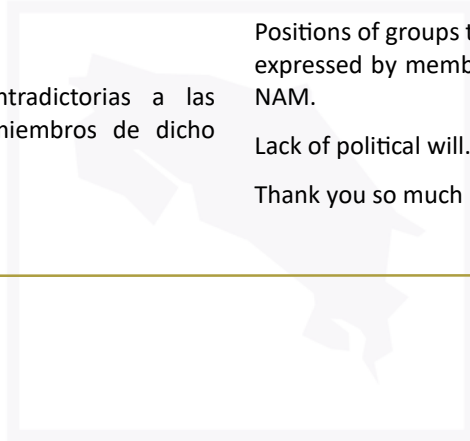 ntradictorias a las
miembros de dicho
Positions of groups
expressed by memb
NAM.
Lack of political will.
Thank you so much